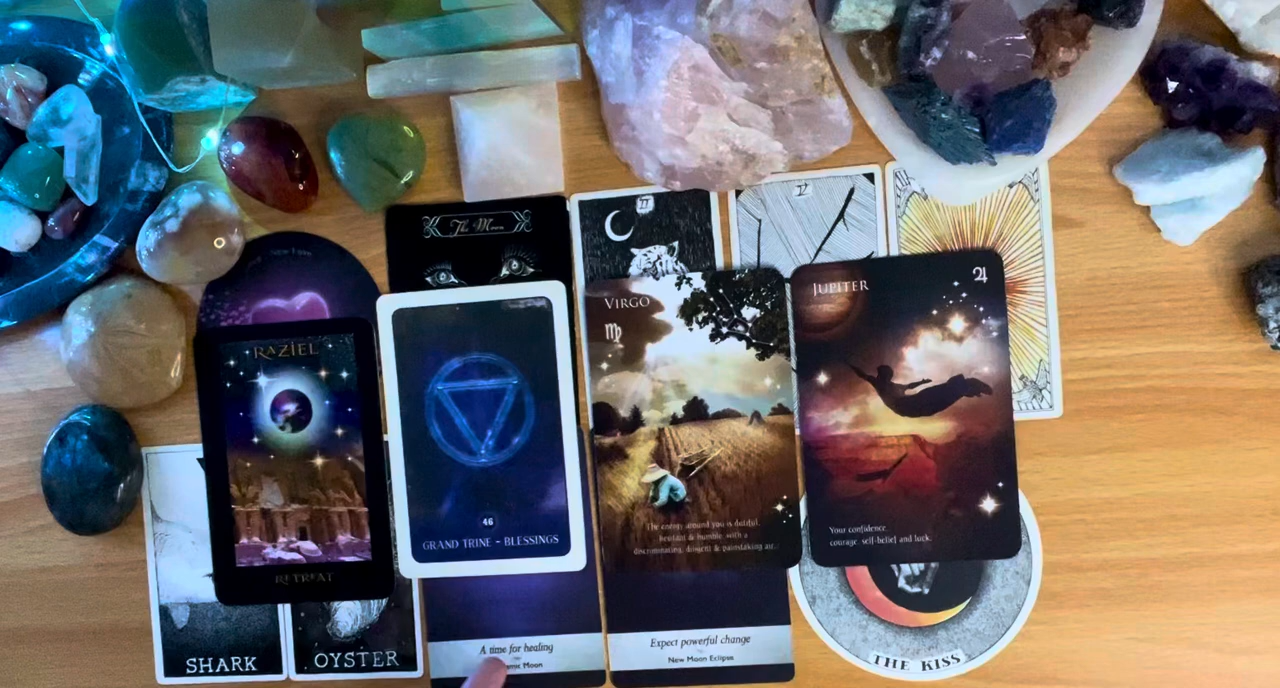 The Moon
II
VIRGO
♍
JUPITER
♃
RAZIEL
RETREAT
46
GRAND TRINE - BLESSINGS
The energy around you is dutiful,
hesitant & humble, with a
discriminating, diligent & painstaking air.
Your confidence,
courage, self-belief and luck.
SHARK
OYSTER
A time for healing
Moon
Expect powerful change
New Moon Eclipse
THE KISS